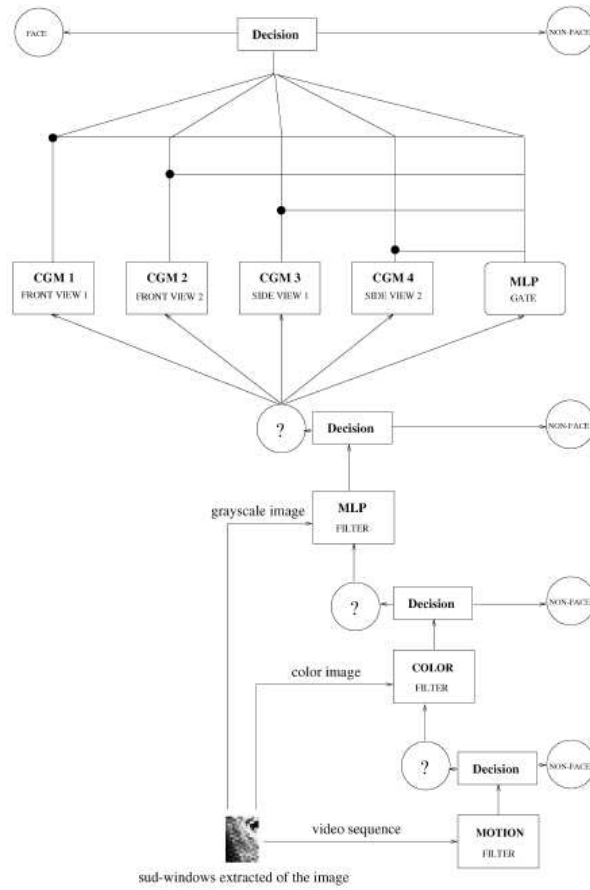 FACE
Decision
NON-FACE
CGM 1
FRONT VIEW 1
CGM 2
FRONT VIEW 2
CGM 3
SIDE VIEW 1
CGM 4
SIDE VIEW 2
MLP
GATE
?
Decision
NON-FACE
grayscale image
MLP
FILTER
?
Decision
NON-FACE
color image
COLOR
FILTER
?
Decision
NON-FACE
video sequence
MOTION
FILTER
sud-windows extracted of the image